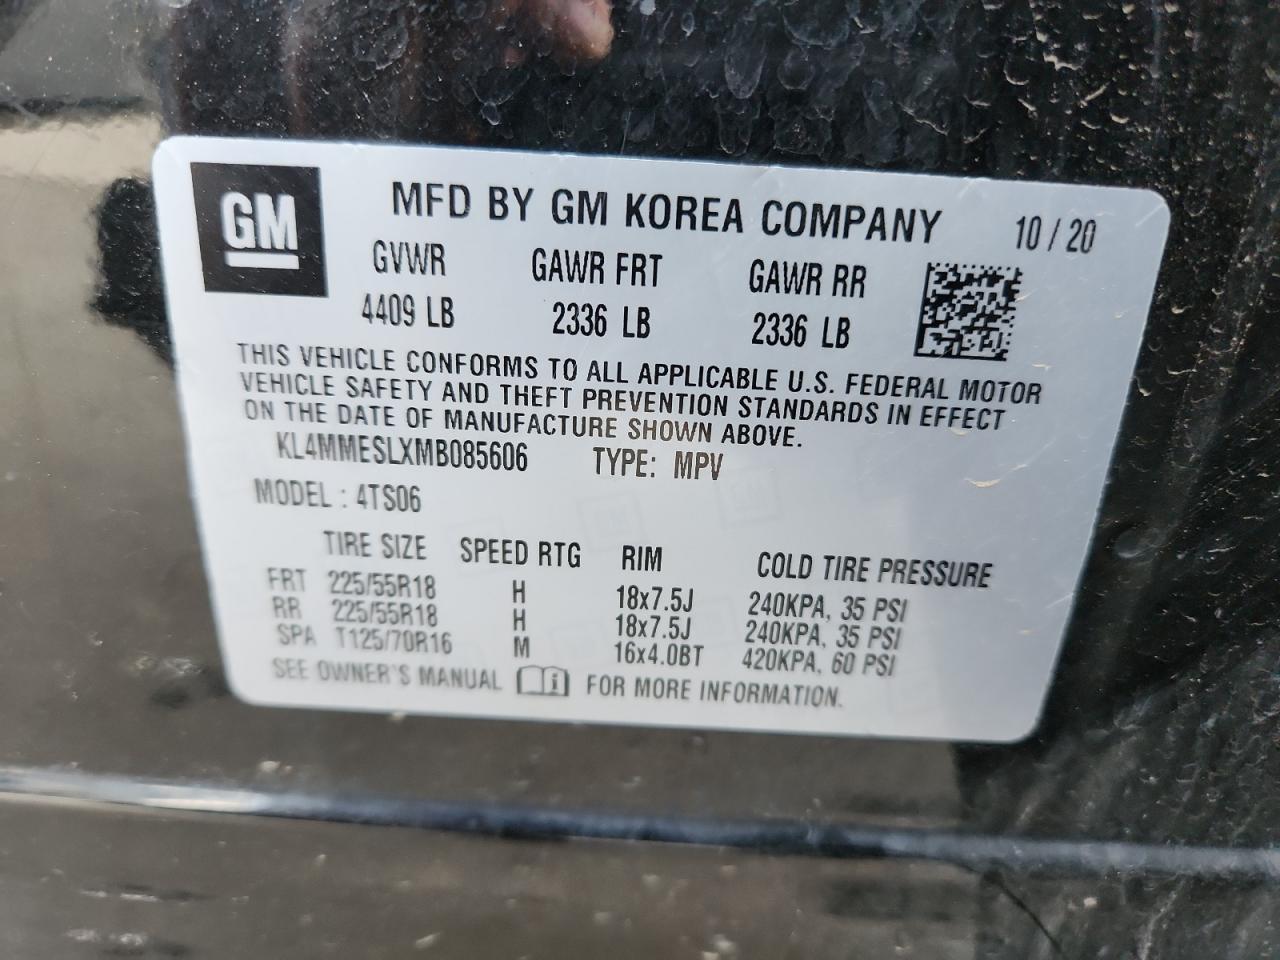 GM
MFD BY GM KOREA COMPANY 10/20
GVWR GAWR FRT GAWR RR
4409 LB 2336 LB 2336 LB
THIS VEHICLE CONFORMS TO ALL APPLICABLE U.S. FEDERAL MOTOR
VEHICLE SAFETY AND THEFT PREVENTION STANDARDS IN EFFECT
ON THE DATE OF MANUFACTURE SHOWN ABOVE.
KL4MMESLXMB085606 TYPE: MPV
MODEL : 4TS06
TIRE SIZE SPEED RTG RIM COLD TIRE PRESSURE
FRT 225/55R18 H 18x7.5J 240KPA, 35 PSI
RR 225/55R18 H 18x7.5J 240KPA, 35 PSI
SPA T125/70R16 M 16x4.0BT 420KPA, 60 PSI
SEE OWNER'S MANUAL i FOR MORE INFORMATION.